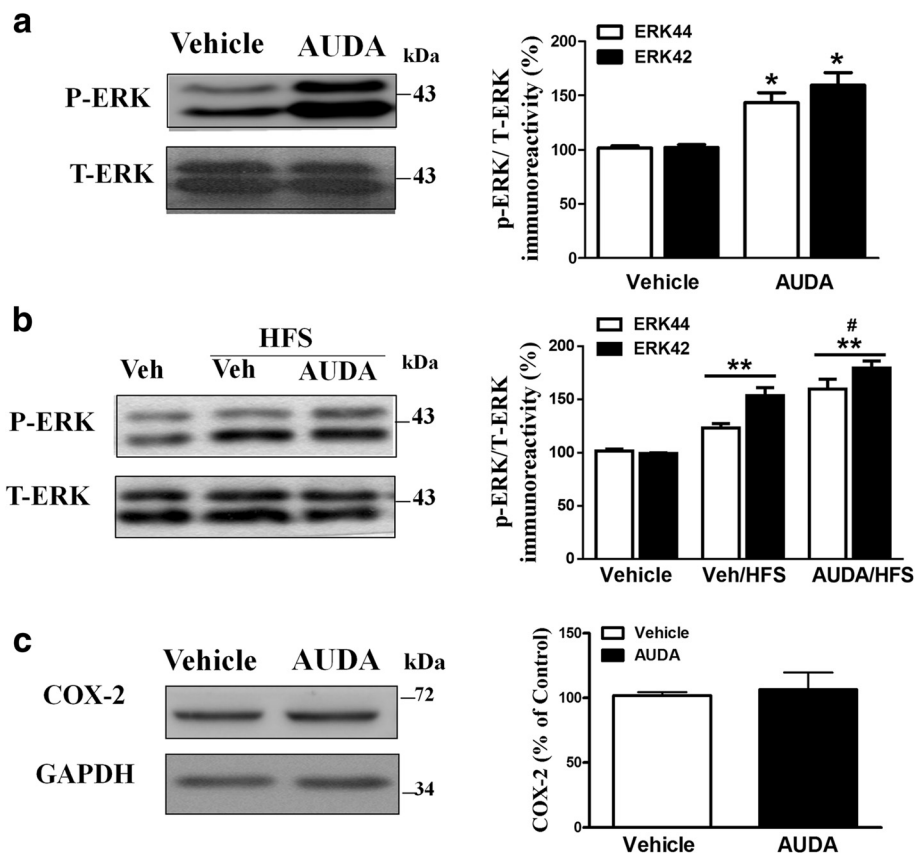 a
Vehicle AUDA kDa
P-ERK
43
T-ERK
43
p-ERK/ T-ERK
immunoreactivity (%)
ERK44
ERK42
200
150
100
50
0
* *
Vehicle AUDA
b
HFS
Veh Veh AUDA kDa
P-ERK
43
T-ERK
43
p-ERK/T-ERK
immunoreactivity (%)
ERK44
ERK42
200
150
100
50
0
**
#
**
Vehicle Veh/HFS AUDA/HFS
c
Vehicle AUDA kDa
COX-2
72
GAPDH
34
COX-2 (% of Control)
Vehicle
AUDA
150
100
50
0
Vehicle AUDA